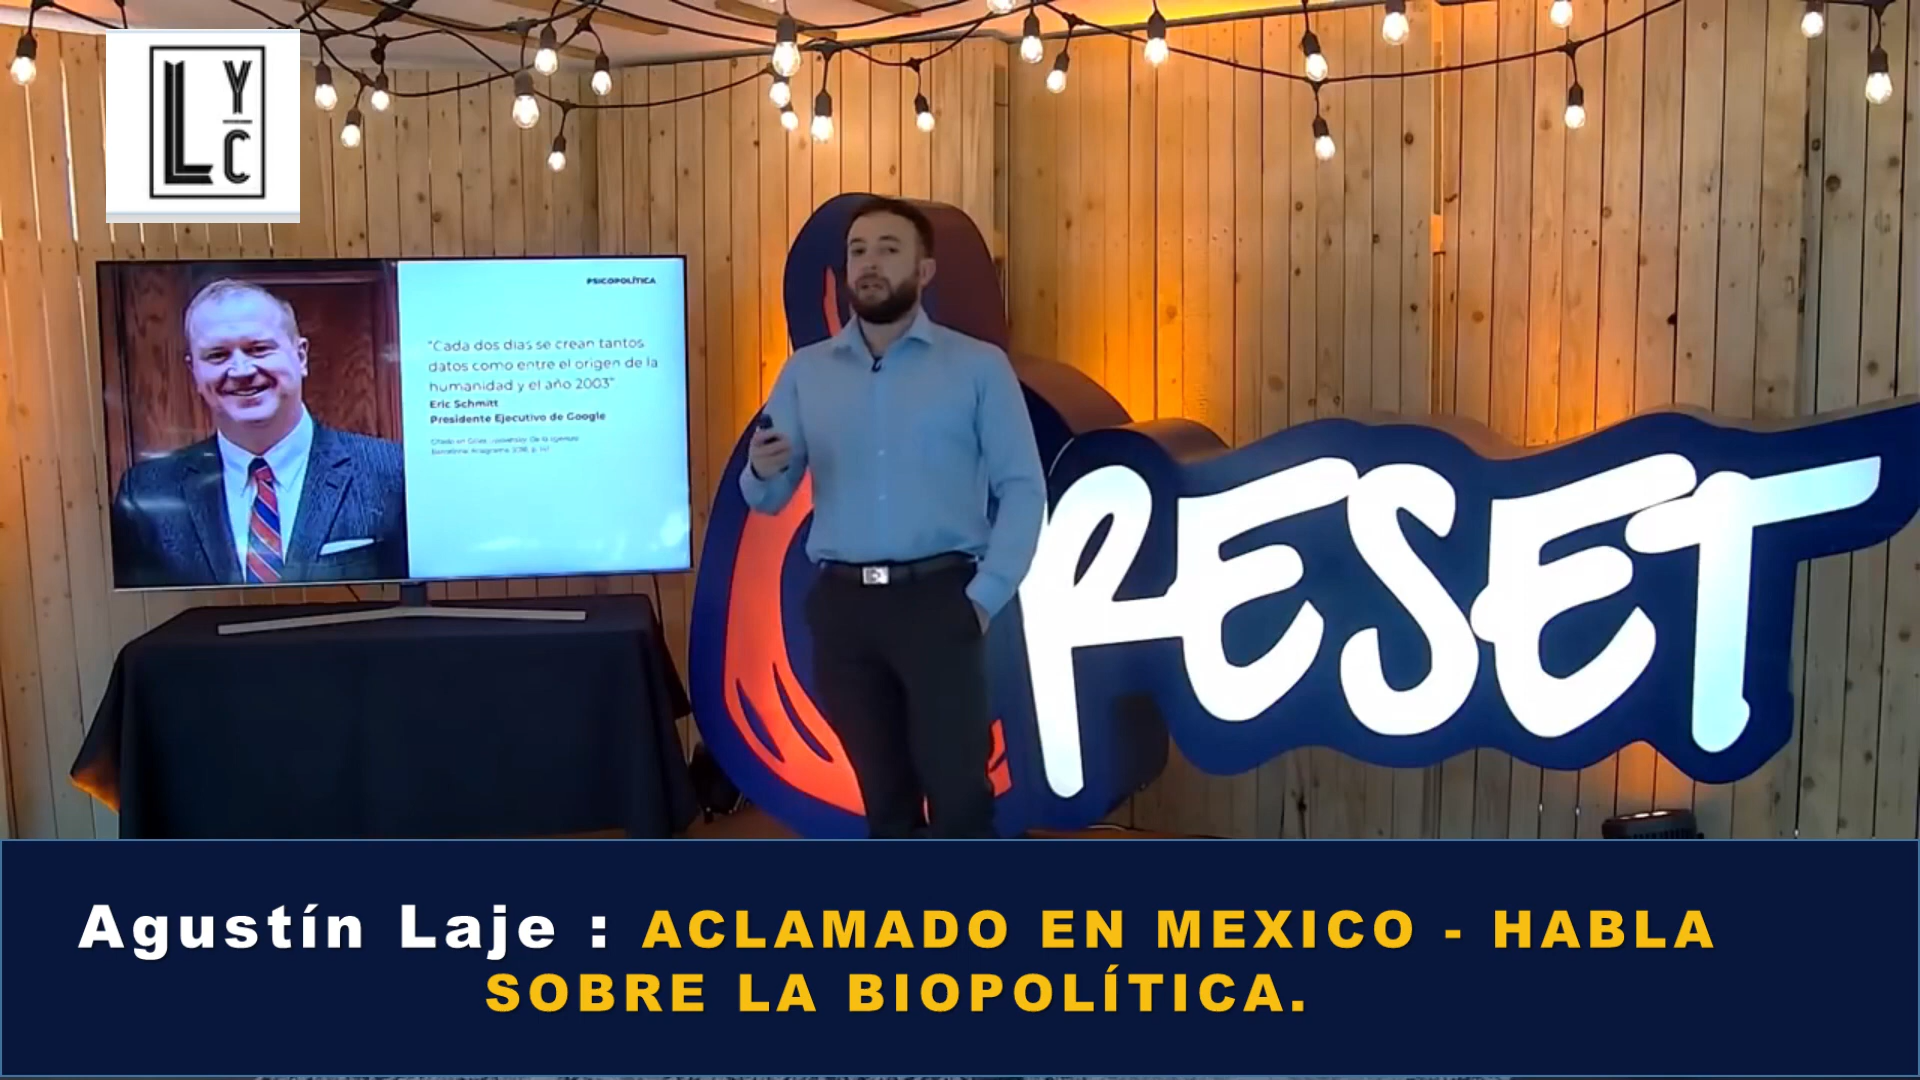 L
Y
C
PSICOPOLÍTICA
"Cada dos días se crean tantos
datos como entre el origen de la
humanidad y el año 2003"
Eric Schmitt
Presidente Ejecutivo de Google
RESET
Agustín Laje : ACLAMADO EN MEXICO - HABLA
SOBRE LA BIOPOLÍTICA.